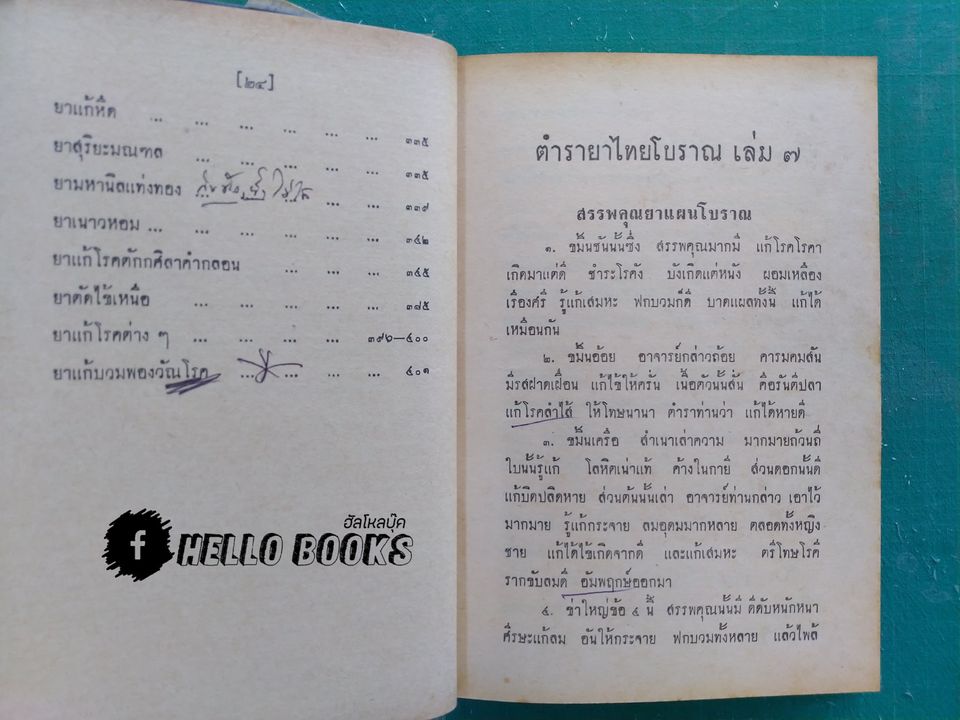 [๒๔]
ยาแก้หืด ... ... ... ... ... ... ๓๓๕
ยาสุริยะมณฑล ... ... ... ... ... ๓๓๕
ยามหานิลแท่งทอง ... ... ... ๓๓๙
ยาเนาวหอม ... ... ... ... ... ... ๓๔๒
ยาแก้โรคตักกศิลาคำกลอน ... ... ... ๓๔๕
ยาตัดไข้เหนือ ... ... ... ... ... ๓๘๕
ยาแก้โรคต่าง ๆ ... ... ... ... ๓๙๖—๔๐๐
ยาแก้บวมพองวัณโรค ... ... ... ... ๔๐๑
ฮัลโหลบุ๊ค
f HELLO BOOKS
ตำรายาไทยโบราณ เล่ม ๗
สรรพคุณยาแผนโบราณ
๑. ขมิ้นชันนั้นซึ่ง สรรพคุณมากมี แก้โรคโรคา
เกิดมาแต่ดี ชำระโรคัง บังเกิดแต่หนัง ผอมเหลือง
เรืองศรี รู้แก้เสมหะ ฟกบวมก็ดี บาดแผลทั้งนี้ แก้ได้
เหมือนกัน
๒. ขมิ้นอ้อย อาจารย์กล่าวถ้อย คารมคมสัน
มีรสฝาดเฝื่อน แก้ไข้ให้ครั่น เนื้อตัวนั้นสั่น คือรันตีปลา
แก้โรคลำไส้ ให้โทษนานา ตำราท่านว่า แก้ได้หายดี
๓. ขมิ้นเครือ สำเนาเล่าความ มากมายถ้วนถี่
ใบนั้นรู้แก้ โลหิตเน่าแท้ ค้างในกายี ส่วนดอกนั้นดี
แก้บิดปลิดหาย ส่วนต้นนั้นเล่า อาจารย์ท่านกล่าว เอาไว้
มากมาย รู้แก้กระจาย ลมอุดมมากหลาย ตลอดทั้งหญิง
ชาย แก้ได้ไข้เกิดจากดี และแก้เสมหะ ตรีโทษโรคี
รากขับลมดี อัมพฤกษ์ออกมา
๔. ข่าใหญ่ข้อ ๔ นี้ สรรพคุณนั้นมี ดีดับหนักหนา
ศีรษะแก้ลม อันให้กระจาย ฟกบวมทั้งหลาย แล้วไพล้